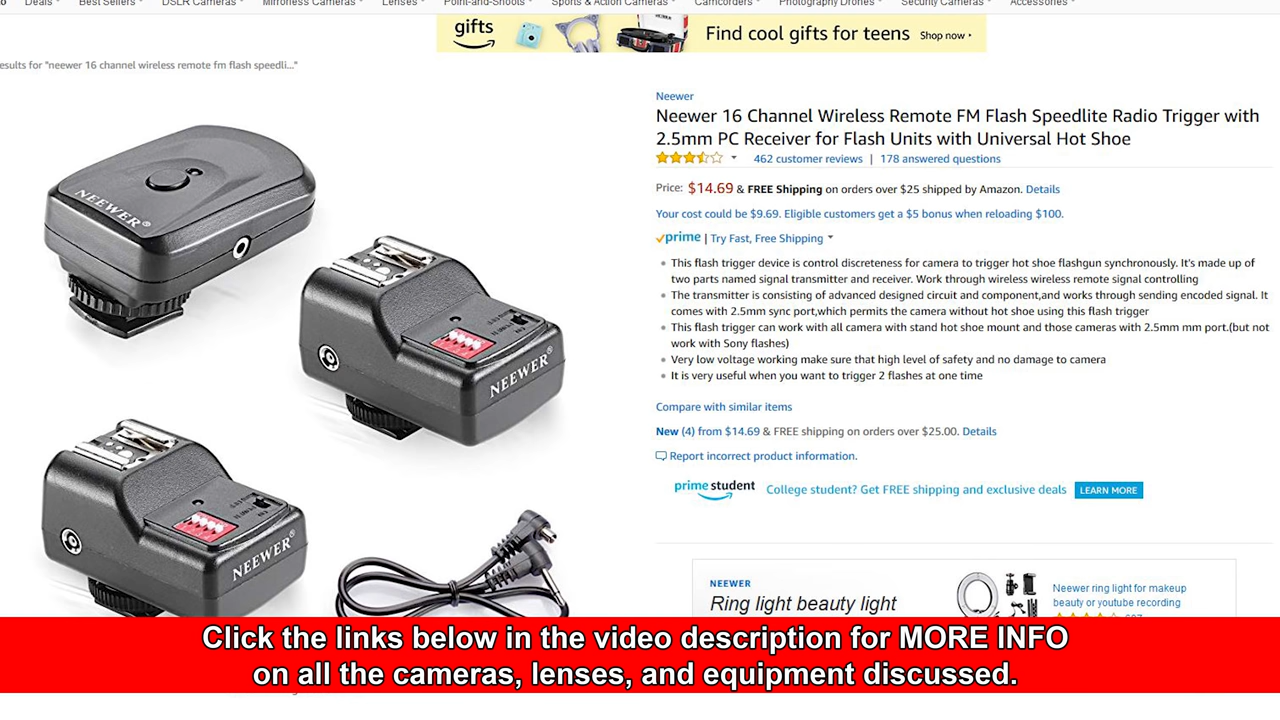 Deals
Best Sellers
DSLR Cameras
Mirrorless Cameras
Lenses
Point-and-Shoots
Sports & Action Cameras
Camcorders
Photography Drones
Security Cameras
Accessories
gifts
Find cool gifts for teens Shop now
esults for "neewer 16 channel wireless remote fm flash speedli..."
Neewer
Neewer 16 Channel Wireless Remote FM Flash Speedlite Radio Trigger with
2.5mm PC Receiver for Flash Units with Universal Hot Shoe
462 customer reviews | 178 answered questions
Price: $14.69 & FREE Shipping on orders over $25 shipped by Amazon. Details
Your cost could be $9.69. Eligible customers get a $5 bonus when reloading $100.
prime | Try Fast, Free Shipping
This flash trigger device is control discreteness for camera to trigger hot shoe flashgun synchronously. It's made up of
two parts named signal transmitter and receiver. Work through wireless wireless remote signal controlling
The transmitter is consisting of advanced designed circuit and component,and works through sending encoded signal. It
comes with 2.5mm sync port,which permits the camera without hot shoe using this flash trigger
This flash trigger can work with all camera with stand hot shoe mount and those cameras with 2.5mm mm port.(but not
work with Sony flashes)
Very low voltage working make sure that high level of safety and no damage to camera
It is very useful when you want to trigger 2 flashes at one time
Compare with similar items
New (4) from $14.69 & FREE shipping on orders over $25.00. Details
Report incorrect product information.
prime student College student? Get FREE shipping and exclusive deals LEARN MORE
NEEWER
Ring light beauty light
Neewer ring light for makeup
beauty or youtube recording
NEEWER®
NEEWER®
NEEWER®
Click the links below in the video description for MORE INFO
on all the cameras, lenses, and equipment discussed.